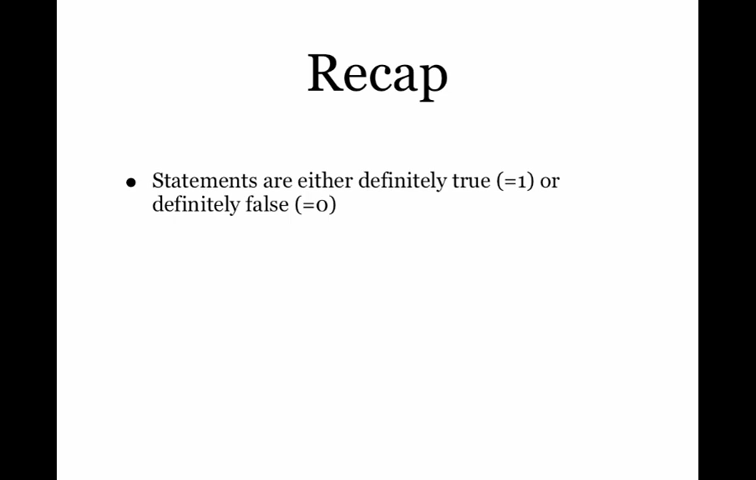 Recap
• Statements are either definitely true (=1) or
definitely false (=0)